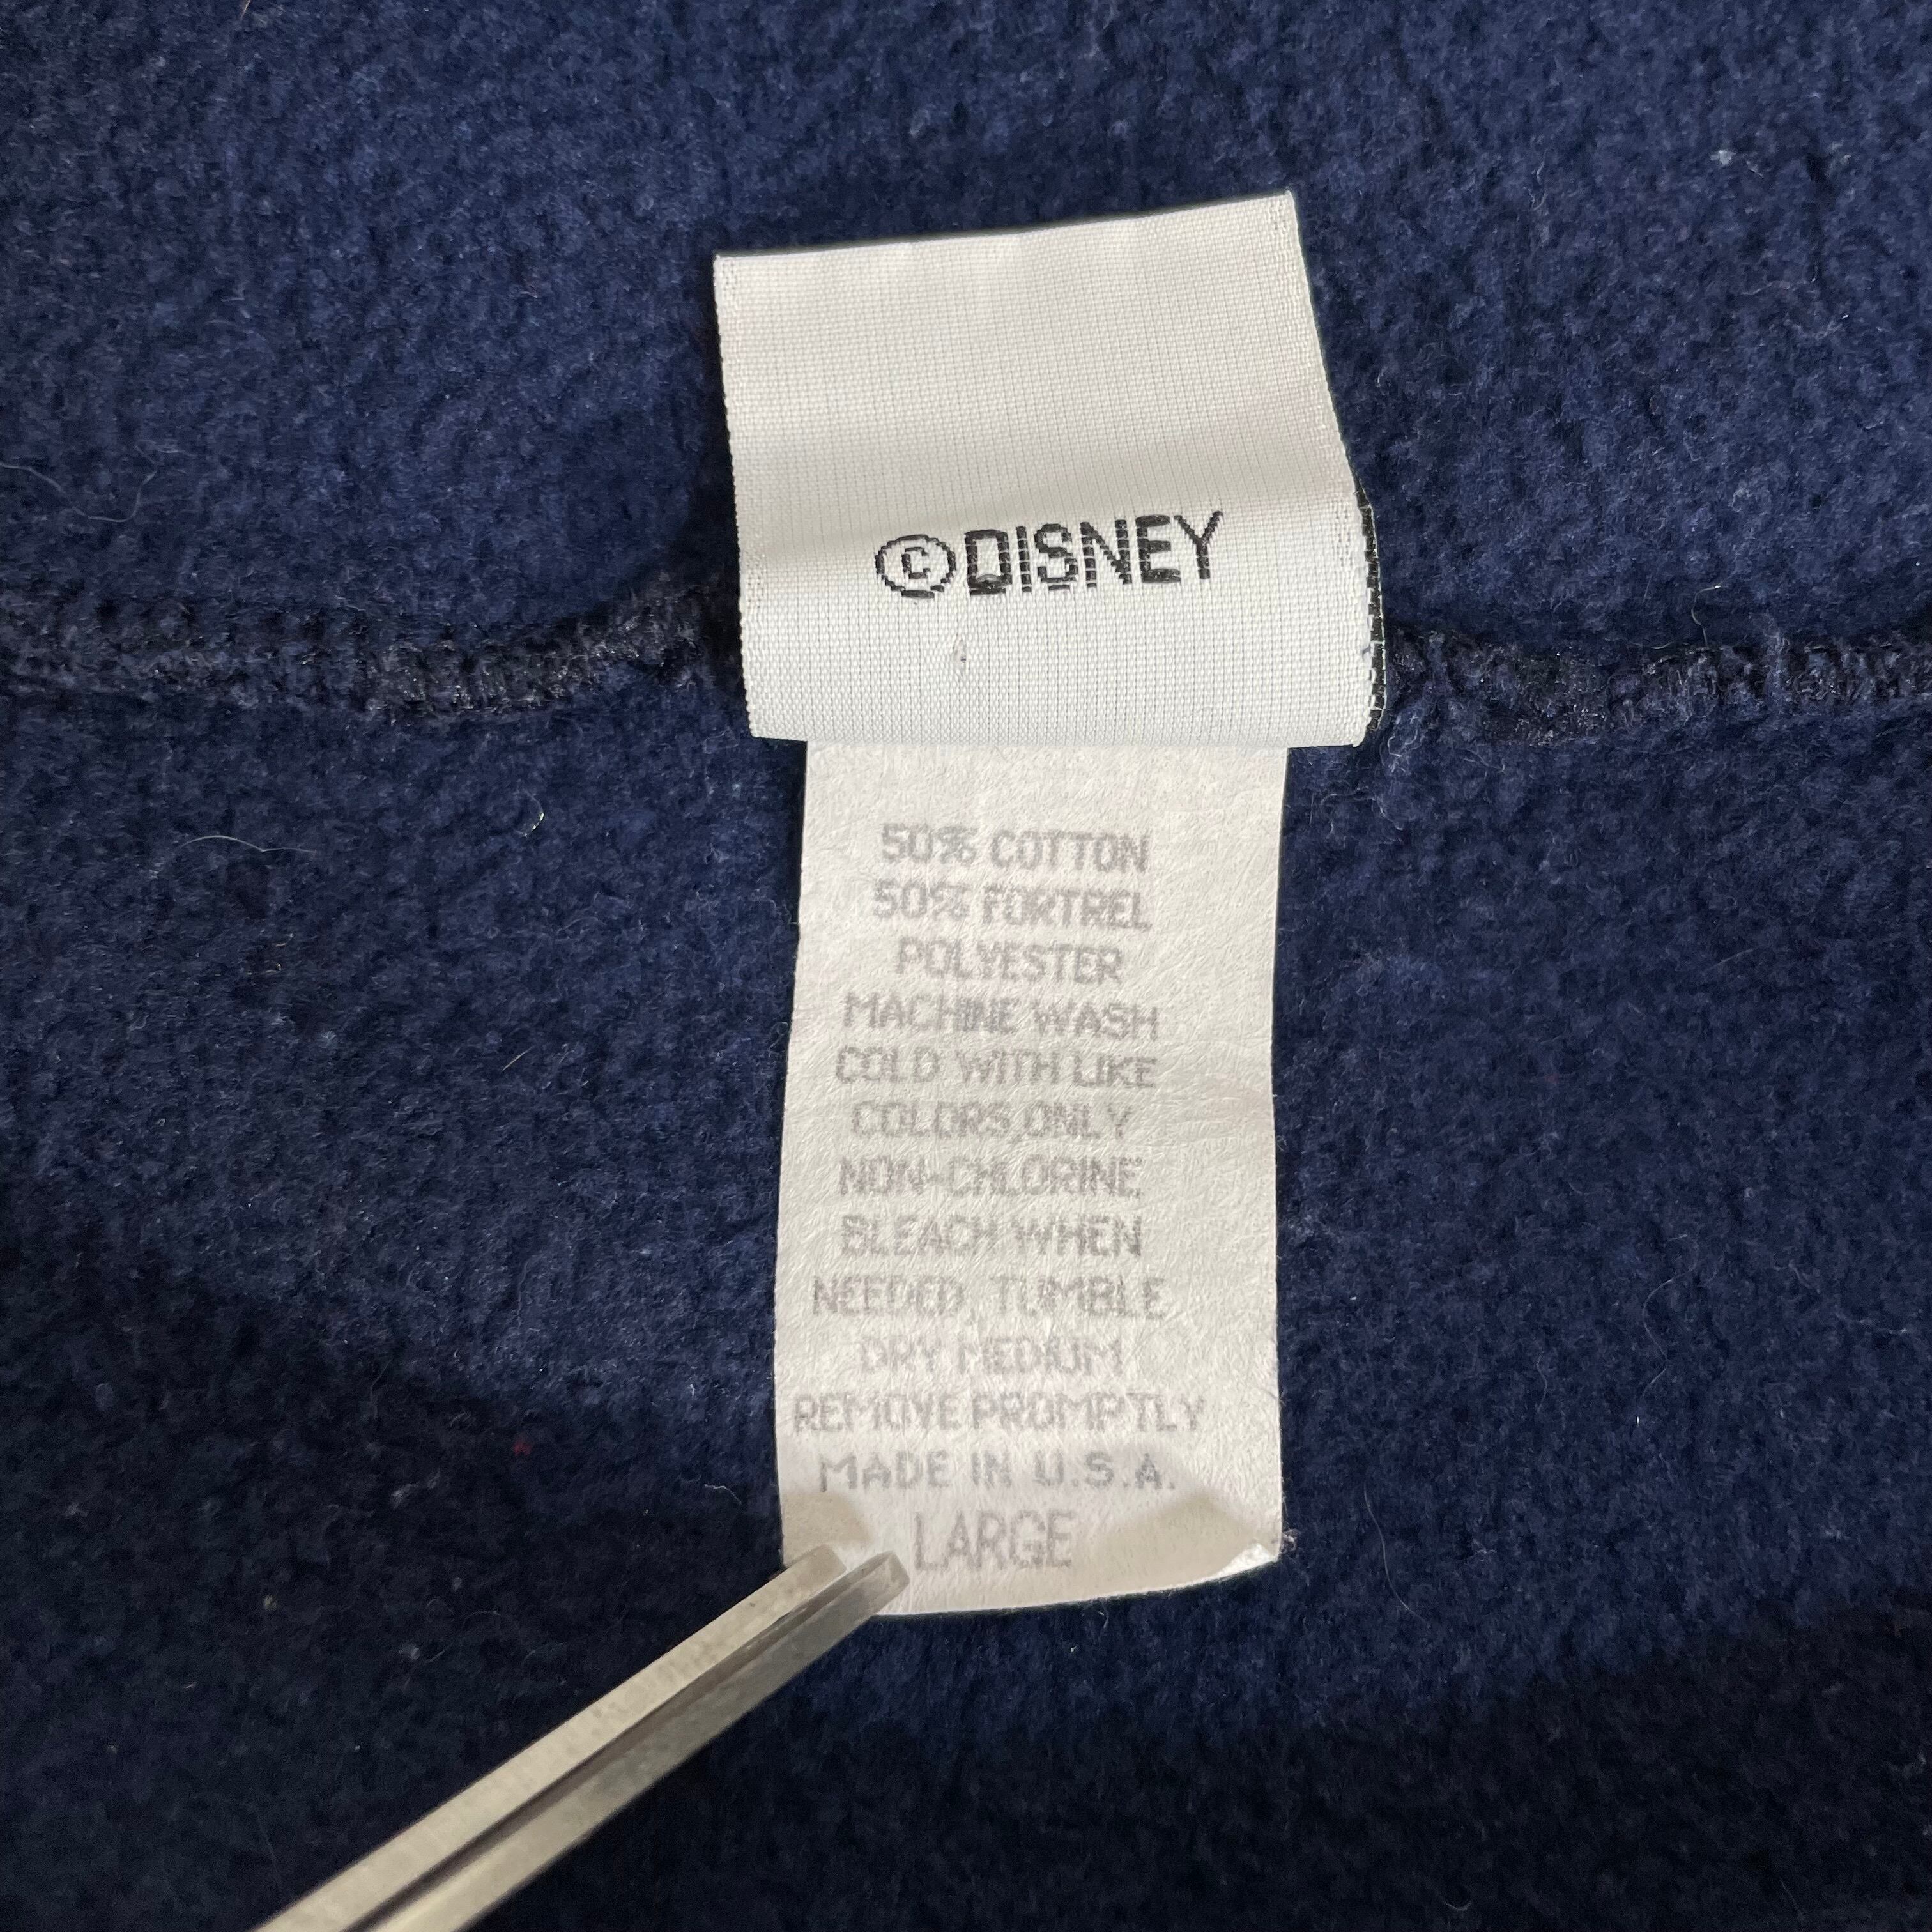 ©DISNEY
50% COTTON
50% FORTREL
POLYESTER
MACHINE WASH
COLD WITH LIKE
COLORS,ONLY
NON-CHLORINE
BLEACH WHEN
NEEDED, TUMBLE
DRY MEDIUM
REMOVE PROMPTLY
MADE IN U.S.A.
LARGE